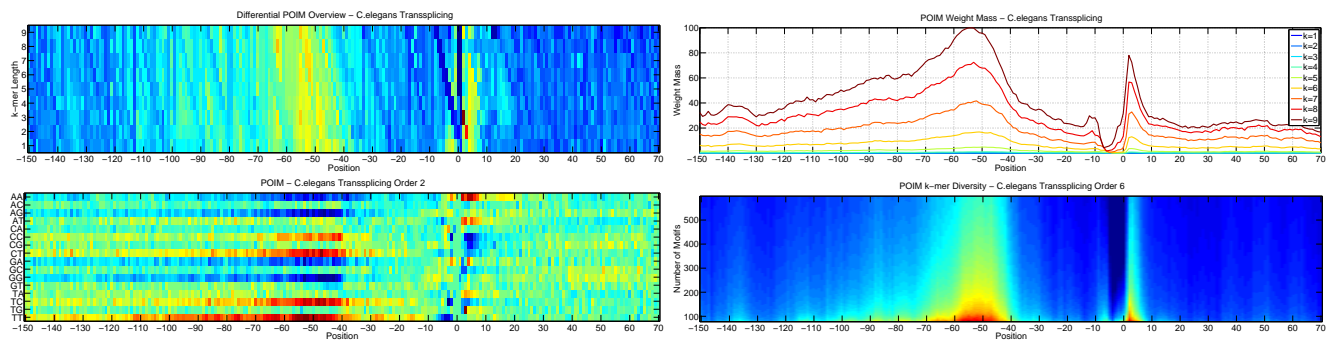 Differential POIM Overview – C.elegans Transsplicing
k-mer Length
9
8
7
6
5
4
3
2
1
−150 −140 −130 −120 −110 −100 −90 −80 −70 −60 −50 −40 −30 −20 −10 0 10 20 30 40 50 60 70
Position
POIM Weight Mass – C.elegans Transsplicing
Weight Mass
100
80
60
40
20
k=1
k=2
k=3
k=4
k=5
k=6
k=7
k=8
k=9
−150 −140 −130 −120 −110 −100 −90 −80 −70 −60 −50 −40 −30 −20 −10 0 10 20 30 40 50 60 70
Position
POIM – C.elegans Transsplicing Order 2
AA
AC
AG
AT
CA
CC
CG
CT
GA
GC
GG
GT
TA
TC
TG
TT
−150 −140 −130 −120 −110 −100 −90 −80 −70 −60 −50 −40 −30 −20 −10 0 10 20 30 40 50 60 70
Position
POIM k-mer Diversity – C.elegans Transsplicing Order 6
Number of Motifs
500
400
300
200
100
−150 −140 −130 −120 −110 −100 −90 −80 −70 −60 −50 −40 −30 −20 −10 0 10 20 30 40 50 60 70
Position